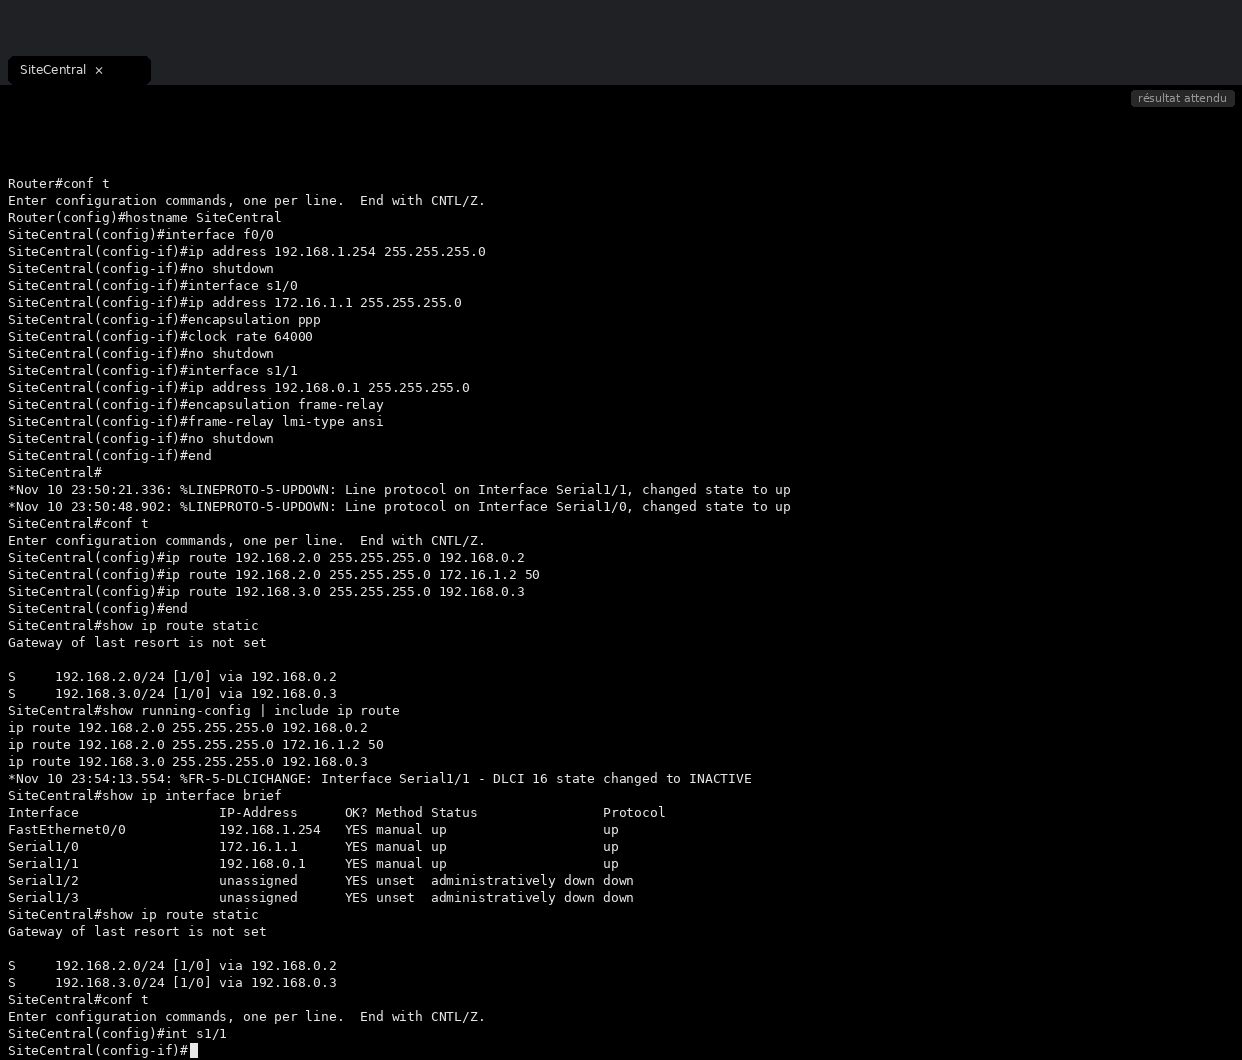 SiteCentral ×
résultat attendu
Router#conf t
Enter configuration commands, one per line.  End with CNTL/Z.
Router(config)#hostname SiteCentral
SiteCentral(config)#interface f0/0
SiteCentral(config-if)#ip address 192.168.1.254 255.255.255.0
SiteCentral(config-if)#no shutdown
SiteCentral(config-if)#interface s1/0
SiteCentral(config-if)#ip address 172.16.1.1 255.255.255.0
SiteCentral(config-if)#encapsulation ppp
SiteCentral(config-if)#clock rate 64000
SiteCentral(config-if)#no shutdown
SiteCentral(config-if)#interface s1/1
SiteCentral(config-if)#ip address 192.168.0.1 255.255.255.0
SiteCentral(config-if)#encapsulation frame-relay
SiteCentral(config-if)#frame-relay lmi-type ansi
SiteCentral(config-if)#no shutdown
SiteCentral(config-if)#end
SiteCentral#
*Nov 10 23:50:21.336: %LINEPROTO-5-UPDOWN: Line protocol on Interface Serial1/1, changed state to up
*Nov 10 23:50:48.902: %LINEPROTO-5-UPDOWN: Line protocol on Interface Serial1/0, changed state to up
SiteCentral#conf t
Enter configuration commands, one per line.  End with CNTL/Z.
SiteCentral(config)#ip route 192.168.2.0 255.255.255.0 192.168.0.2
SiteCentral(config)#ip route 192.168.2.0 255.255.255.0 172.16.1.2 50
SiteCentral(config)#ip route 192.168.3.0 255.255.255.0 192.168.0.3
SiteCentral(config)#end
SiteCentral#show ip route static
Gateway of last resort is not set
S     192.168.2.0/24 [1/0] via 192.168.0.2
S     192.168.3.0/24 [1/0] via 192.168.0.3
SiteCentral#show running-config | include ip route
ip route 192.168.2.0 255.255.255.0 192.168.0.2
ip route 192.168.2.0 255.255.255.0 172.16.1.2 50
ip route 192.168.3.0 255.255.255.0 192.168.0.3
*Nov 10 23:54:13.554: %FR-5-DLCICHANGE: Interface Serial1/1 - DLCI 16 state changed to INACTIVE
SiteCentral#show ip interface brief
Interface                  IP-Address      OK? Method Status                Protocol
FastEthernet0/0            192.168.1.254   YES manual up                    up
Serial1/0                  172.16.1.1      YES manual up                    up
Serial1/1                  192.168.0.1     YES manual up                    up
Serial1/2                  unassigned      YES unset  administratively down down
Serial1/3                  unassigned      YES unset  administratively down down
SiteCentral#show ip route static
Gateway of last resort is not set
S     192.168.2.0/24 [1/0] via 192.168.0.2
S     192.168.3.0/24 [1/0] via 192.168.0.3
SiteCentral#conf t
Enter configuration commands, one per line.  End with CNTL/Z.
SiteCentral(config)#int s1/1
SiteCentral(config-if)#